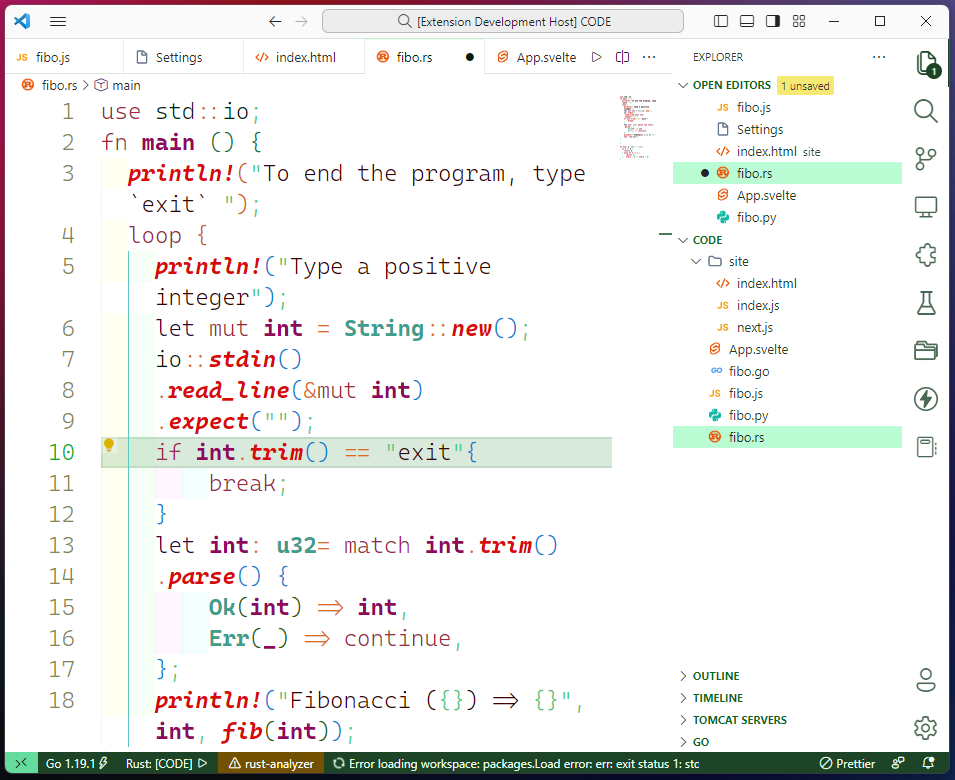 [Extension Development Host] CODE
JS fibo.js
Settings
index.html
fibo.rs
App.svelte
fibo.rs > main
1 use std::io;
2 fn main () {
3 println!("To end the program, type
`exit` ");
4 loop {
5 println!("Type a positive
integer");
6 let mut int = String::new();
7 io::stdin()
8 .read_line(&mut int)
9 .expect("");
10 if int.trim() == "exit"{
11 break;
12 }
13 let int: u32= match int.trim()
14 .parse() {
15 Ok(int) => int,
16 Err(_) => continue,
17 };
18 println!("Fibonacci ({}) => {}",
int, fib(int));
EXPLORER
OPEN EDITORS 1 unsaved
JS fibo.js
Settings
index.html site
fibo.rs
App.svelte
fibo.py
CODE
site
index.html
JS index.js
JS next.js
App.svelte
GO fibo.go
JS fibo.js
fibo.py
fibo.rs
OUTLINE
TIMELINE
TOMCAT SERVERS
GO
1
Go 1.19.1 Rust: [CODE] rust-analyzer Error loading workspace: packages.Load error: err: exit status 1: stc Prettier